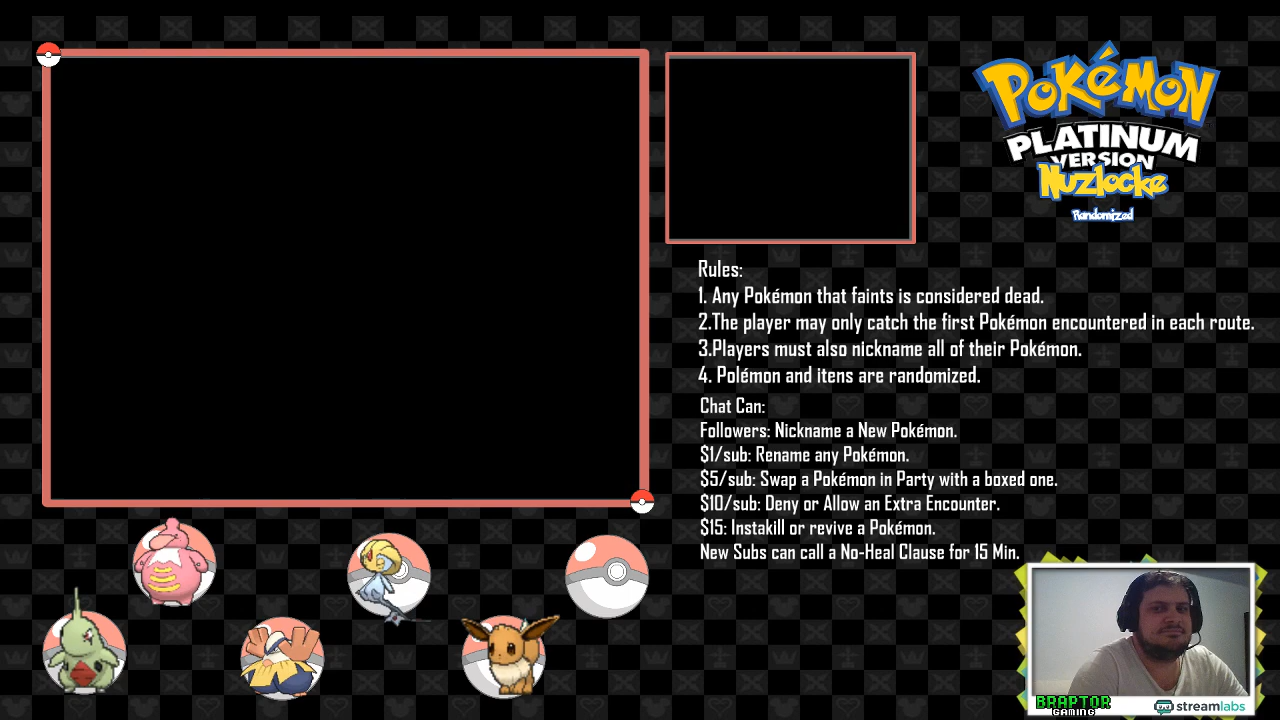 POKéMON
PLATINUM
VERSION
Nuzlocke
Randomized
Rules:
1. Any Pokémon that faints is considered dead.
2.The player may only catch the first Pokémon encountered in each route.
3.Players must also nickname all of their Pokémon.
4. Polémon and itens are randomized.
Chat Can:
Followers: Nickname a New Pokémon.
$1/sub: Rename any Pokémon.
$5/sub: Swap a Pokémon in Party with a boxed one.
$10/sub: Deny or Allow an Extra Encounter.
$15: Instakill or revive a Pokémon.
New Subs can call a No-Heal Clause for 15 Min.
BRAPTOR
GAMING
streamlabs